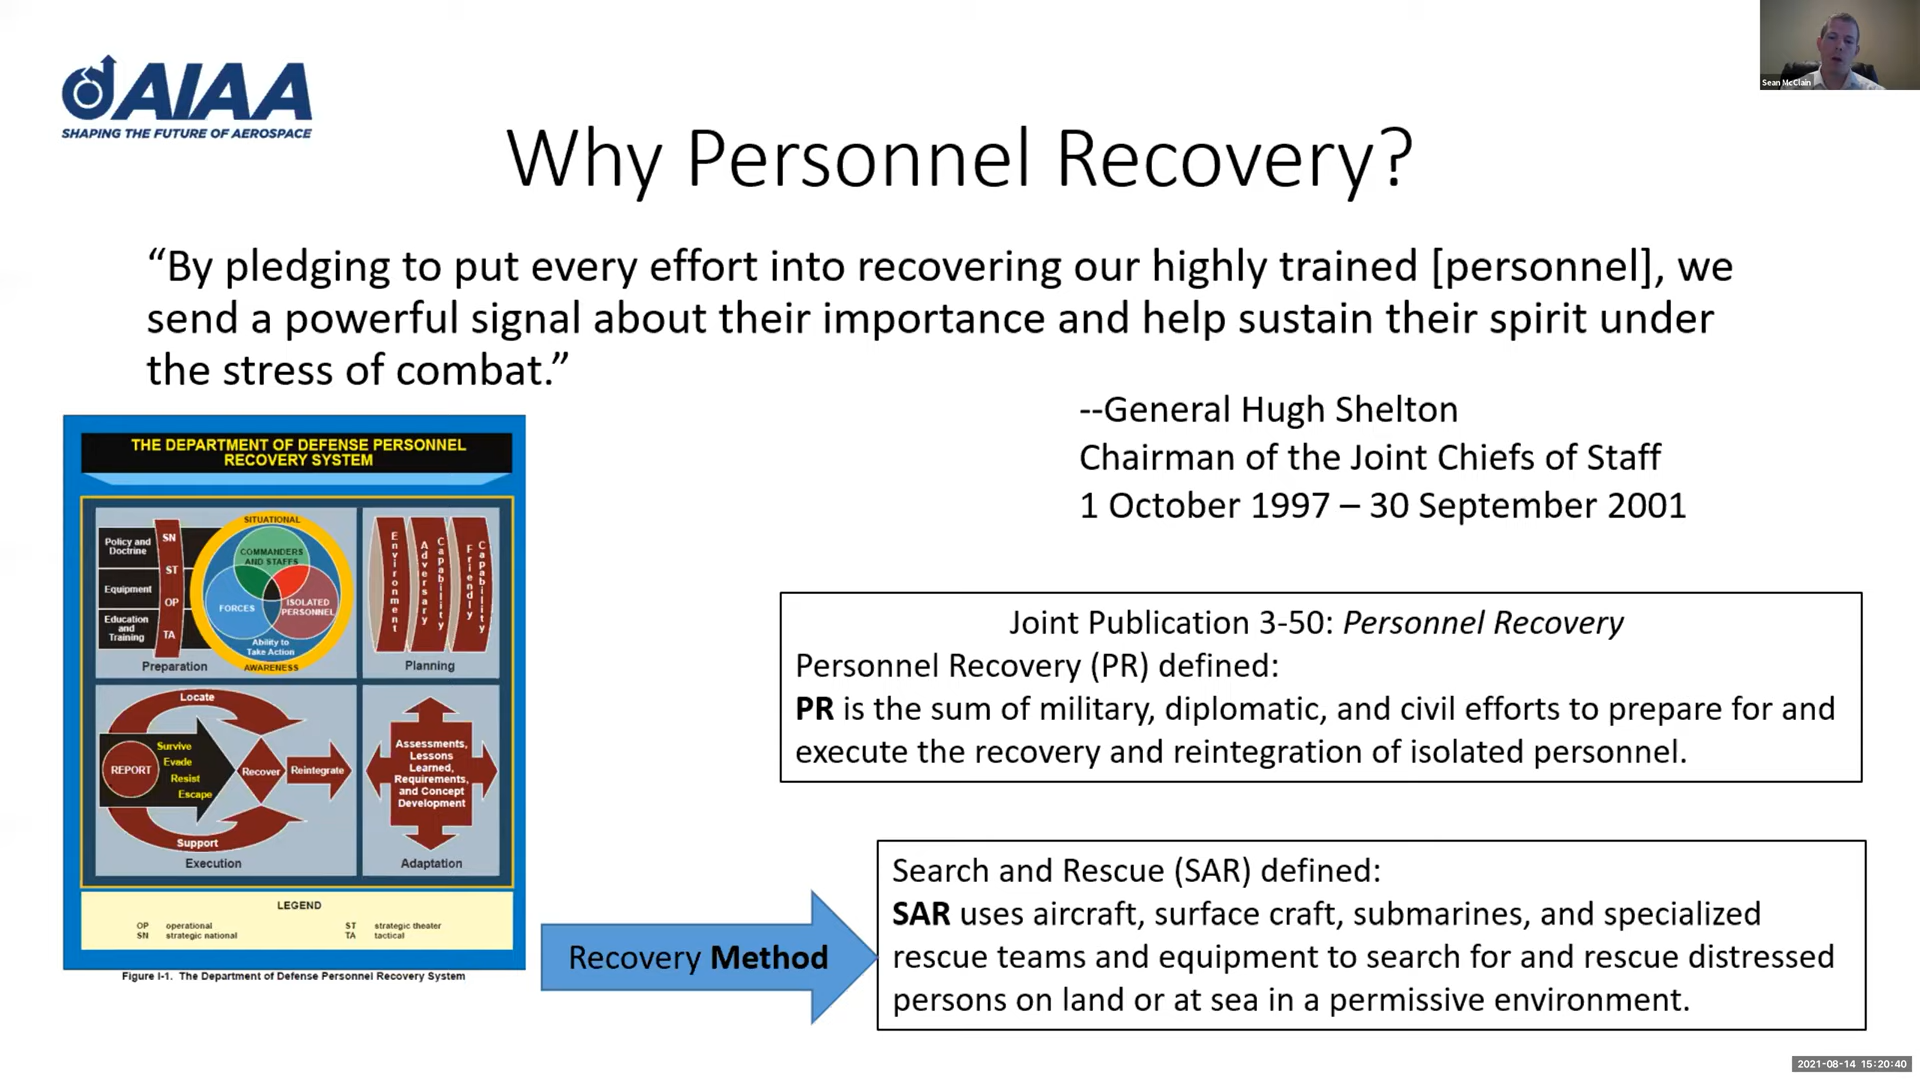 Sean McClain
AIAA
SHAPING THE FUTURE OF AEROSPACE
Why Personnel Recovery?
“By pledging to put every effort into recovering our highly trained [personnel], we
send a powerful signal about their importance and help sustain their spirit under
the stress of combat.”
--General Hugh Shelton
Chairman of the Joint Chiefs of Staff
1 October 1997 – 30 September 2001
THE DEPARTMENT OF DEFENSE PERSONNEL
RECOVERY SYSTEM
Policy and
Doctrine
Equipment
Education
and
Training
SN
ST
OP
TA
SITUATIONAL
COMMANDERS
AND STAFFS
FORCES
ISOLATED
PERSONNEL
Ability to
Take Action
AWARENESS
Preparation
Environment
Adversary
Capability
Friendly
Capability
Planning
Locate
REPORT
Survive
Evade
Resist
Escape
Recover
Reintegrate
Support
Execution
Assessments,
Lessons
Learned,
Requirements,
and Concept
Development
Adaptation
LEGEND
OP operational
SN strategic national
ST strategic theater
TA tactical
Figure I-1. The Department of Defense Personnel Recovery System
Joint Publication 3-50: Personnel Recovery
Personnel Recovery (PR) defined:
PR is the sum of military, diplomatic, and civil efforts to prepare for and
execute the recovery and reintegration of isolated personnel.
Recovery Method
Search and Rescue (SAR) defined:
SAR uses aircraft, surface craft, submarines, and specialized
rescue teams and equipment to search for and rescue distressed
persons on land or at sea in a permissive environment.
2021-08-14 15:20:40